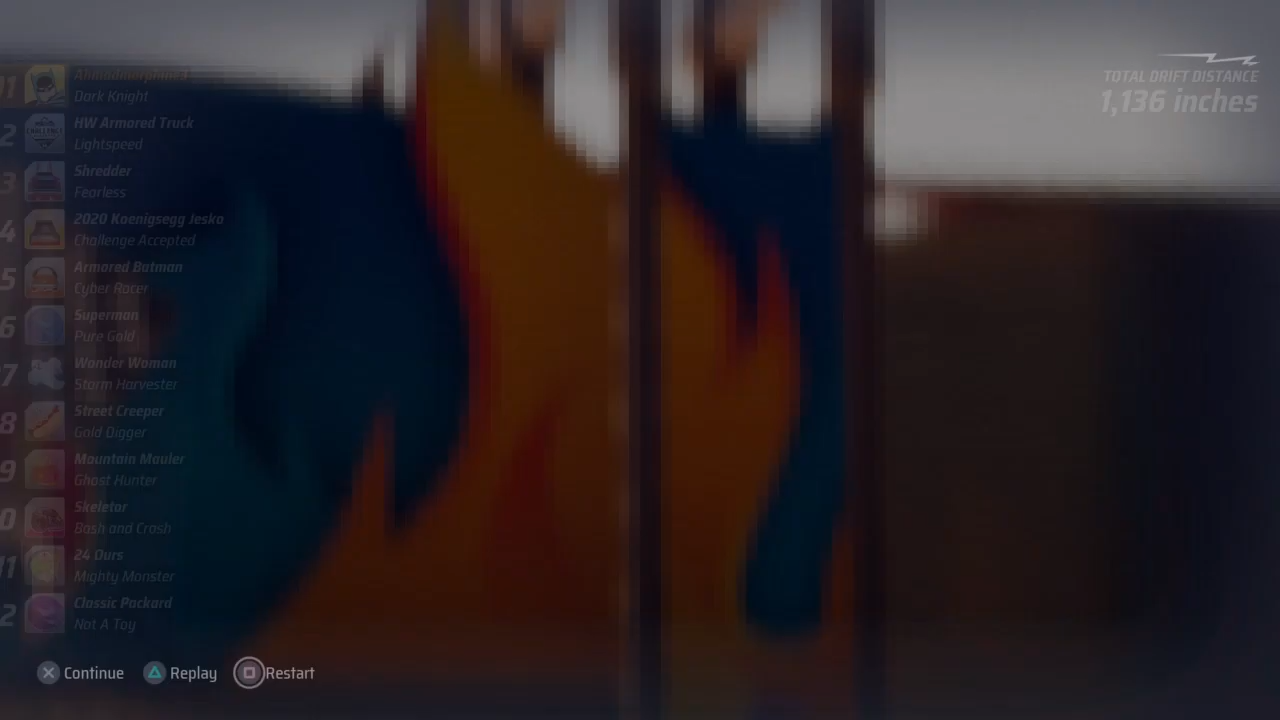 1 Ahmadmorphine3
Dark Knight
2 HW Armored Truck
Lightspeed
3 Shredder
Fearless
4 2020 Koenigsegg Jesko
Challenge Accepted
5 Armored Batman
Cyber Racer
6 Superman
Pure Gold
7 Wonder Woman
Storm Harvester
8 Street Creeper
Gold Digger
9 Mountain Mauler
Ghost Hunter
0 Skeletor
Bash and Crash
11 24 Ours
Mighty Monster
2 Classic Packard
Not A Toy
TOTAL DRIFT DISTANCE
1,136 inches
Continue Replay Restart